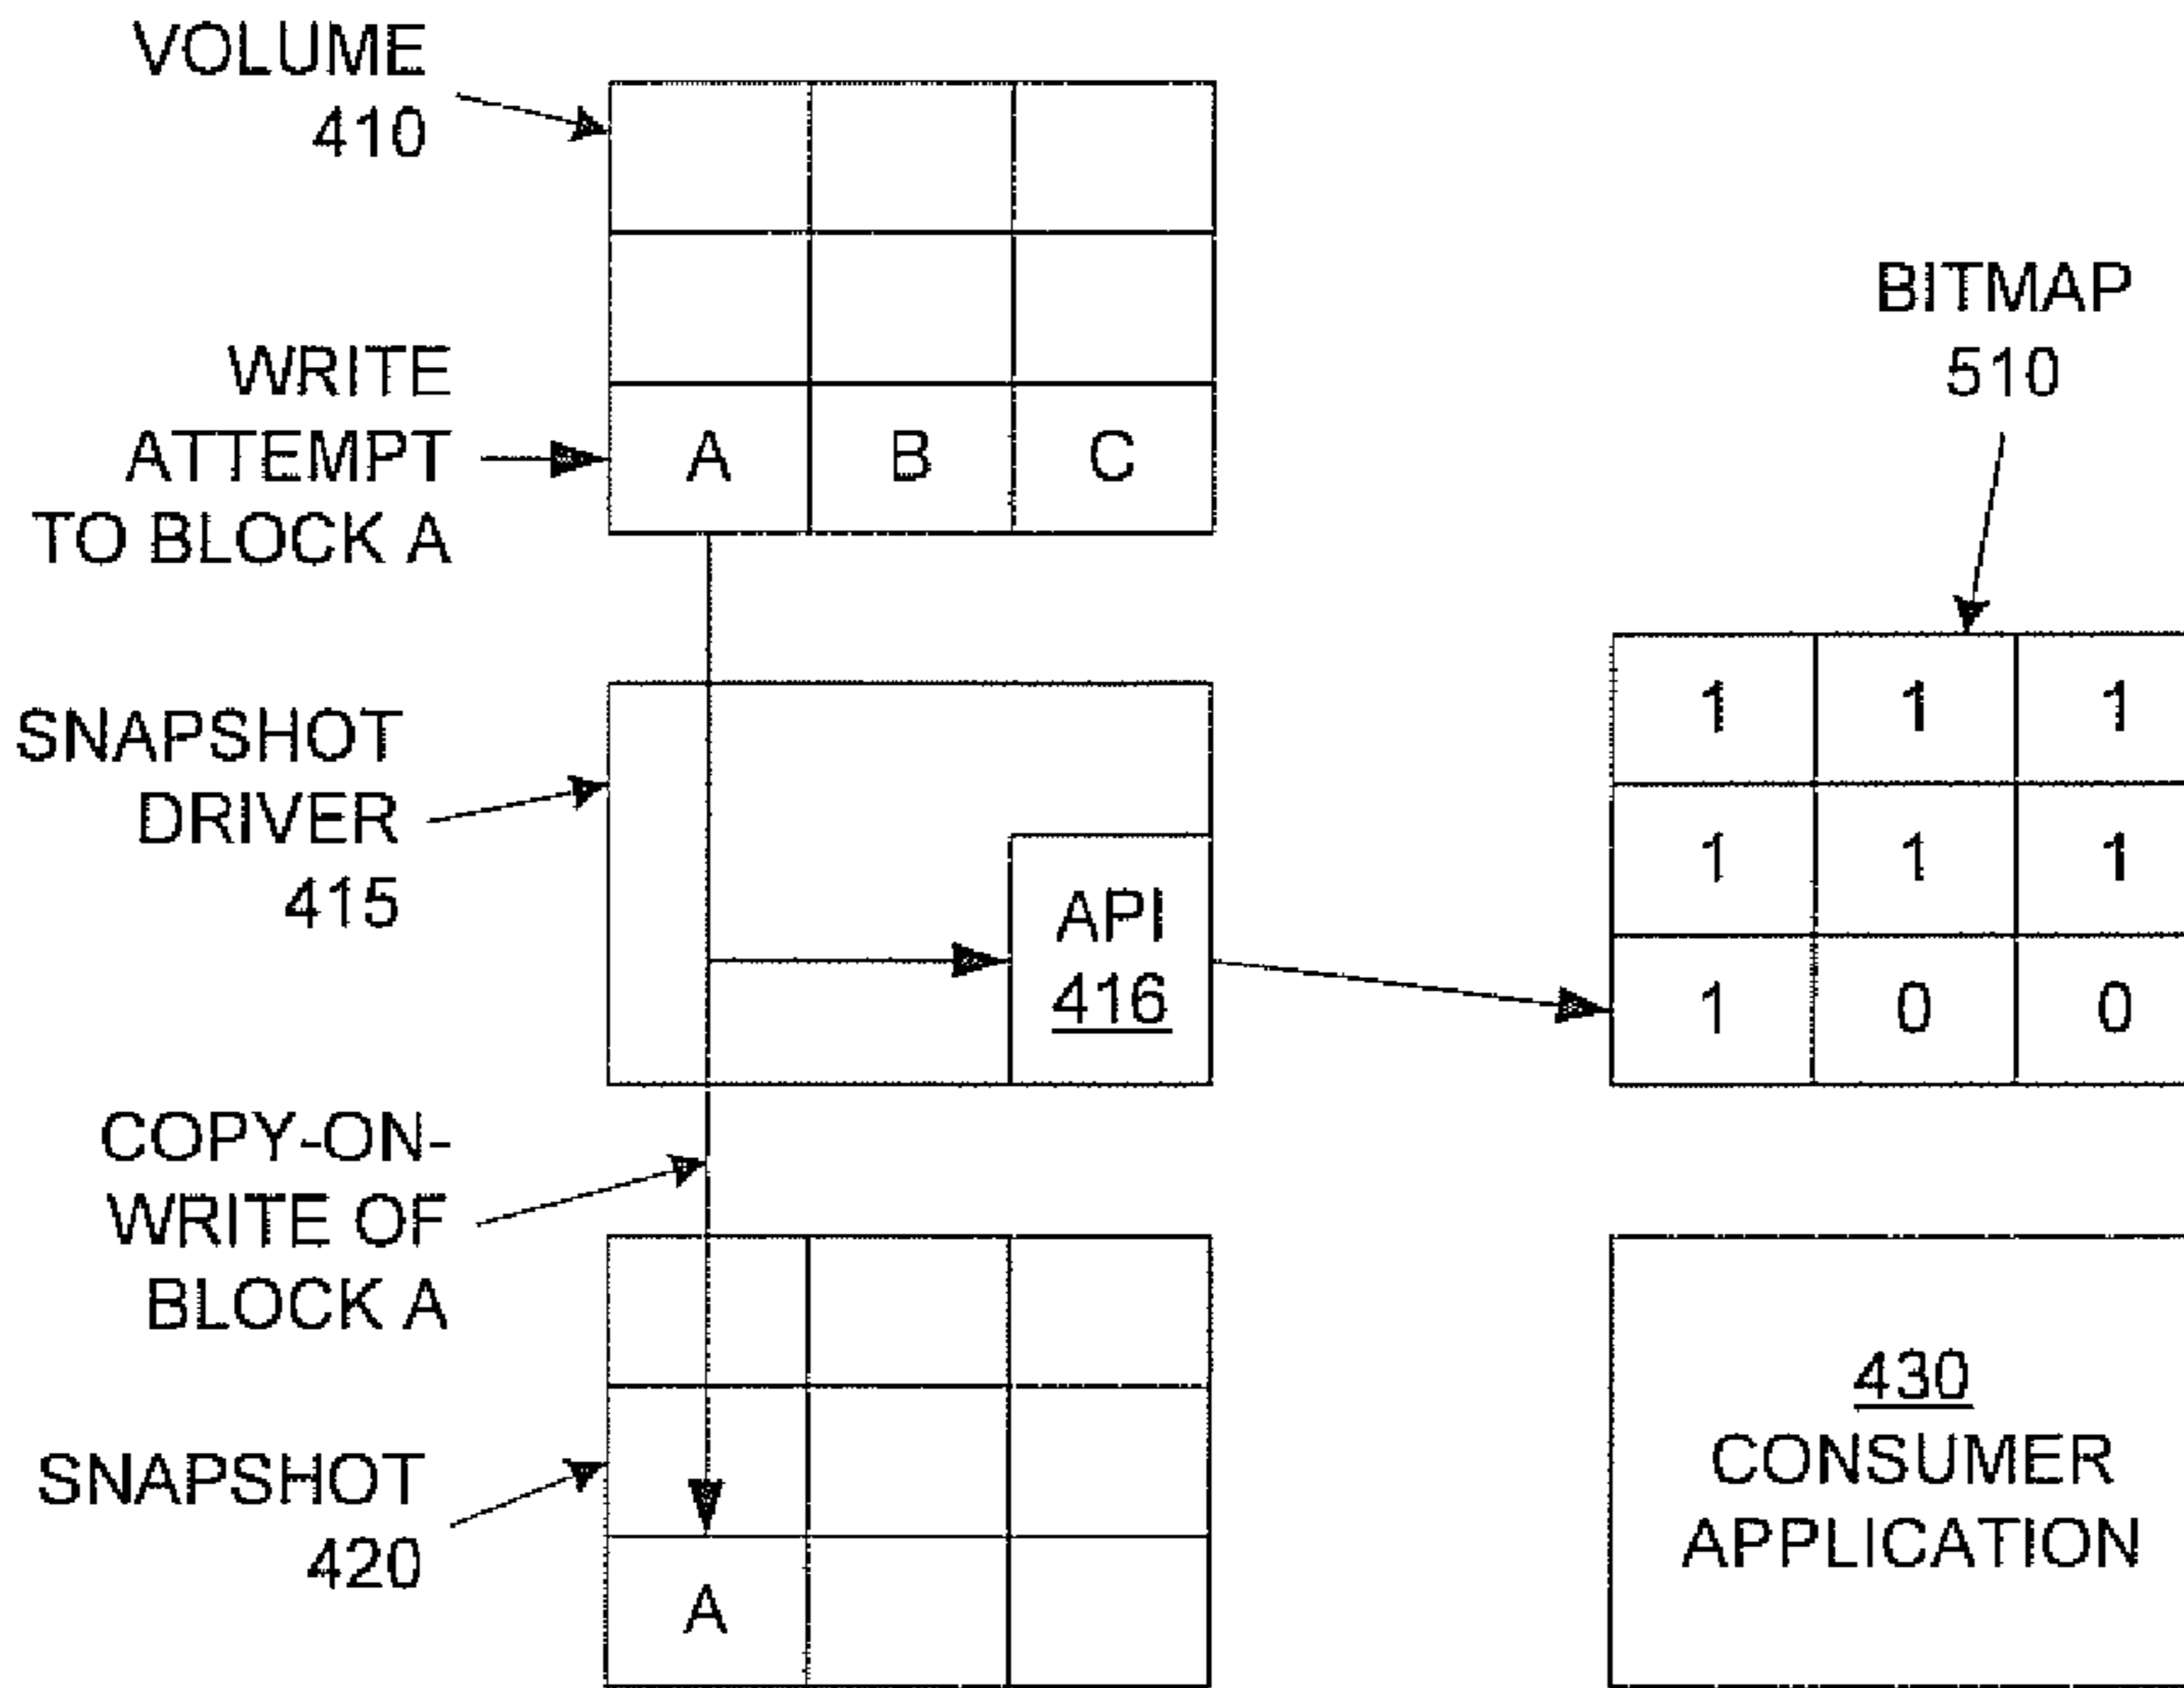 VOLUME
410
WRITE
ATTEMPT
TO BLOCK A
A B C
BITMAP
510
SNAPSHOT
DRIVER
415
API
416
1 1 1
1 1 1
1 0 0
COPY-ON-
WRITE OF
BLOCK A
SNAPSHOT
420
A
430
CONSUMER
APPLICATION